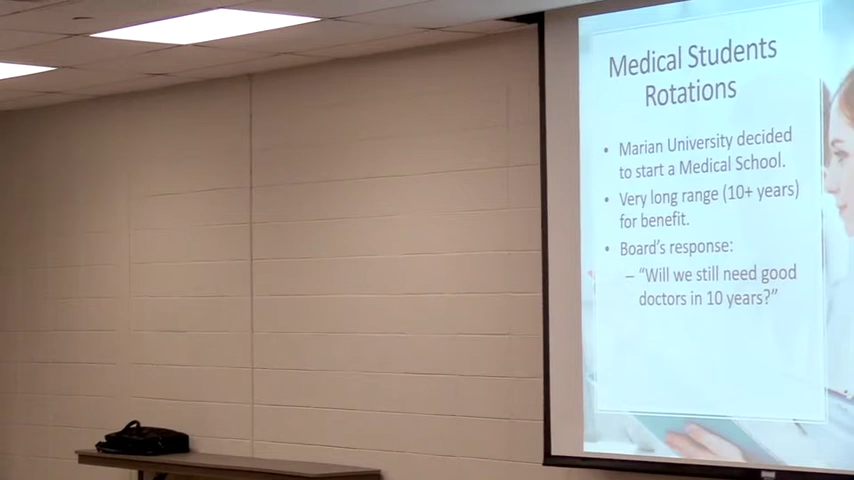 Medical Students
Rotations
• Marian University decided
to start a Medical School.
• Very long range (10+ years)
for benefit.
• Board's response:
– "Will we still need good
doctors in 10 years?"